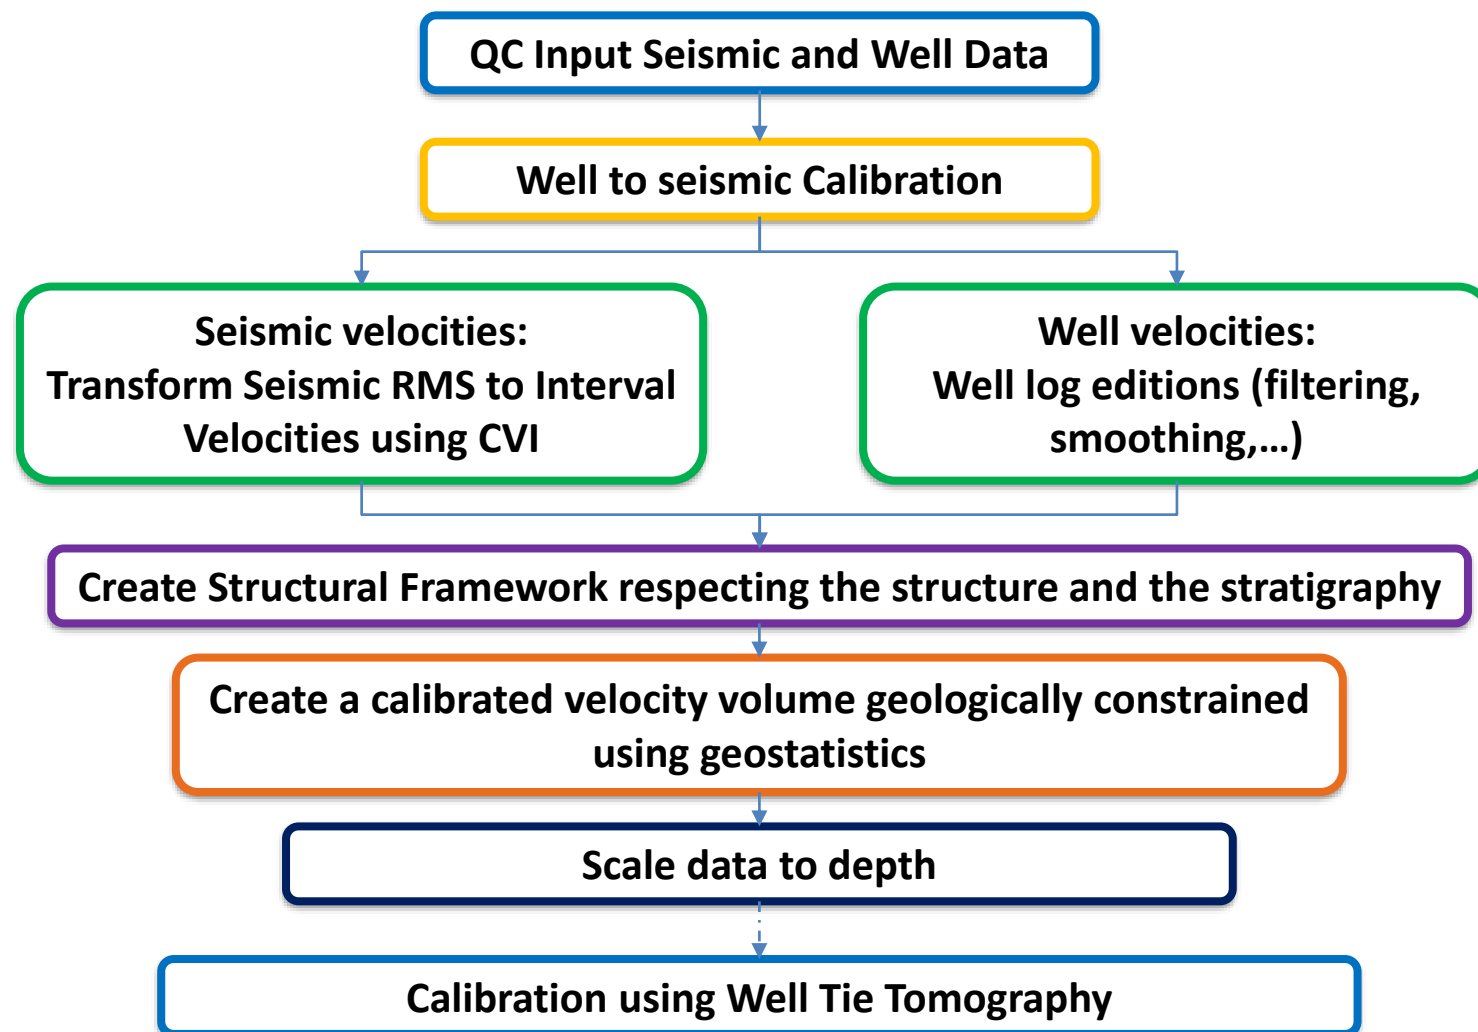 QC Input Seismic and Well Data
Well to seismic Calibration
Seismic velocities:
Transform Seismic RMS to Interval
Velocities using CVI
Well velocities:
Well log editions (filtering,
smoothing,...)
Create Structural Framework respecting the structure and the stratigraphy
Create a calibrated velocity volume geologically constrained
using geostatistics
Scale data to depth
Calibration using Well Tie Tomography